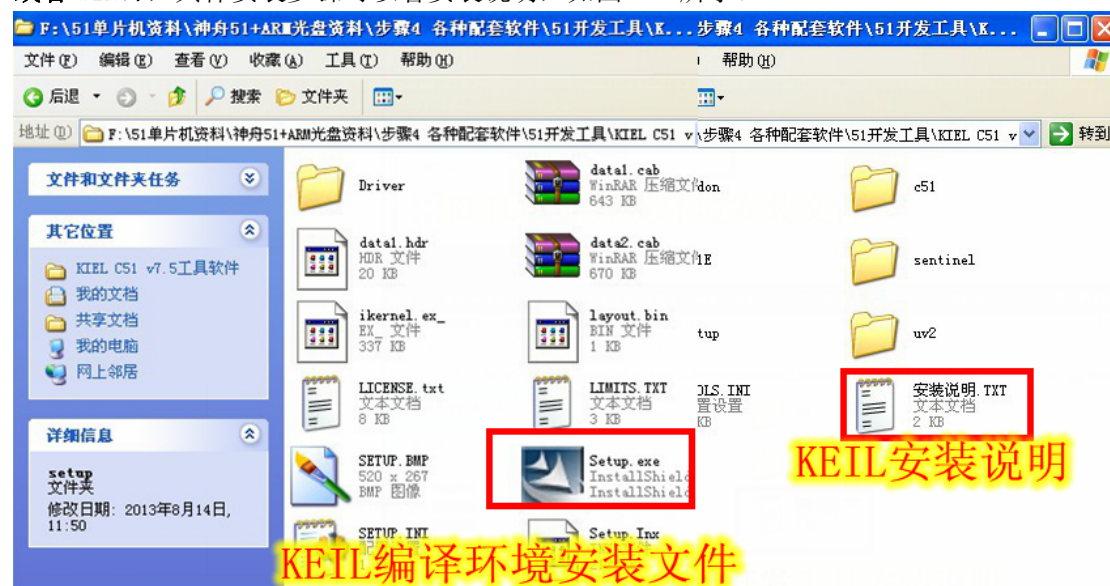 F:\51单片机资料\神舟51+ARM光盘资料\步骤4 各种配套软件\51开发工具\K...步骤4 各种配套软件\51开发工具\K...
文件(F) 编辑(E) 查看(V) 收藏(A) 工具(T) 帮助(H) 帮助(H)
后退 搜索 文件夹
地址(D) F:\51单片机资料\神舟51+ARM光盘资料\步骤4 各种配套软件\51开发工具\KIEL C51 v \步骤4 各种配套软件\51开发工具\KIEL C51 v 转到
文件和文件夹任务
其它位置
KIEL C51 v7.5工具软件
我的文档
共享文档
我的电脑
网上邻居
详细信息
setup
文件夹
修改日期: 2013年8月14日,
11:50
Driver
data1.cab
WinRAR 压缩文
643 KB
don
c51
data1.hdr
HDR 文件
20 KB
data2.cab
WinRAR 压缩文
670 KB
sentinel
ikernel.ex_
EX_ 文件
337 KB
layout.bin
BIN 文件
1 KB
tup
uv2
LICENSE.txt
文本文档
8 KB
LIMITS.TXT
文本文档
3 KB
OLS.INI
置设置
KB
安装说明.TXT
文本文档
2 KB
SETUP.BMP
520 x 267
BMP 图像
Setup.exe
InstallShield
InstallShield
KEIL安装说明
SETUP.INI
Setup.Inx
KEIL编译环境安装文件